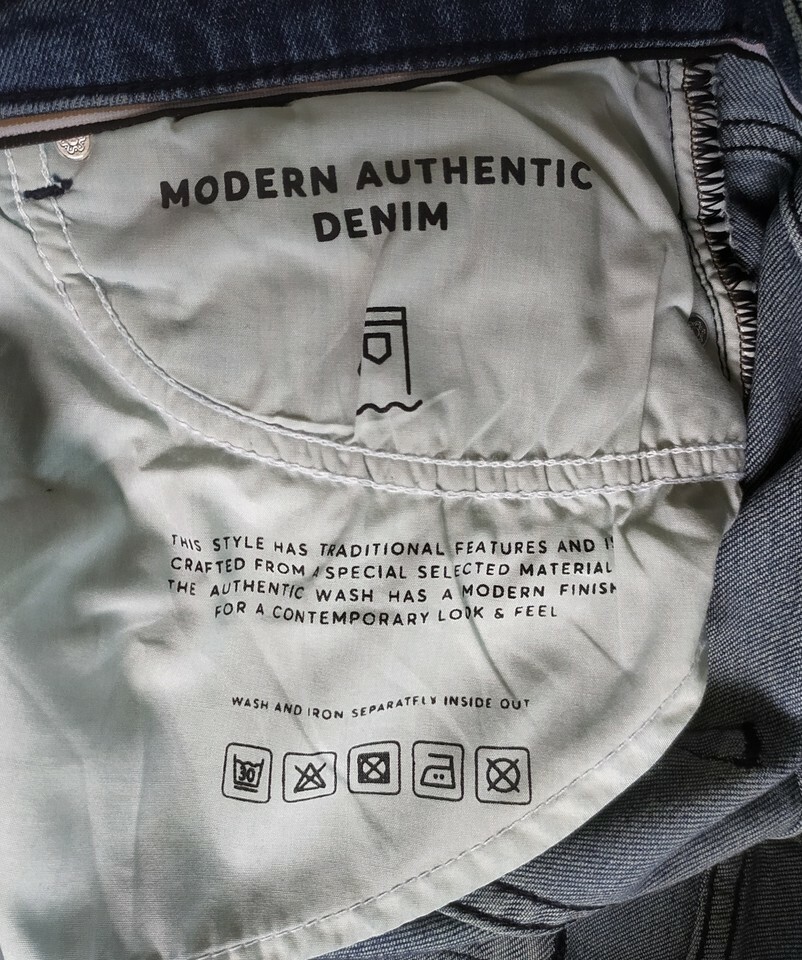 MODERN AUTHENTIC
DENIM
THIS STYLE HAS TRADITIONAL FEATURES AND IS
CRAFTED FROM A SPECIAL SELECTED MATERIAL
THE AUTHENTIC WASH HAS A MODERN FINISH
FOR A CONTEMPORARY LOOK & FEEL
WASH AND IRON SEPARATELY INSIDE OUT
30